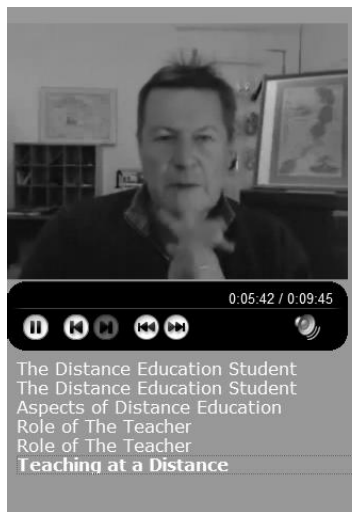 0:05:42 / 0:09:45
The Distance Education Student
The Distance Education Student
Aspects of Distance Education
Role of The Teacher
Role of The Teacher
Teaching at a Distance